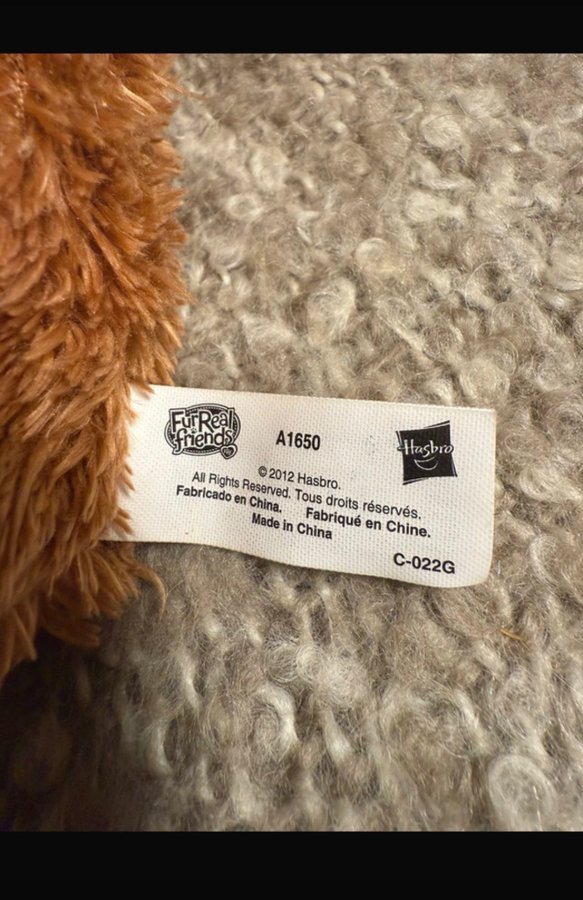 FurReal
friends
A1650
Hasbro
© 2012 Hasbro.
All Rights Reserved. Tous droits réservés.
Fabricado en China. Fabriqué en Chine.
Made in China
C-022G